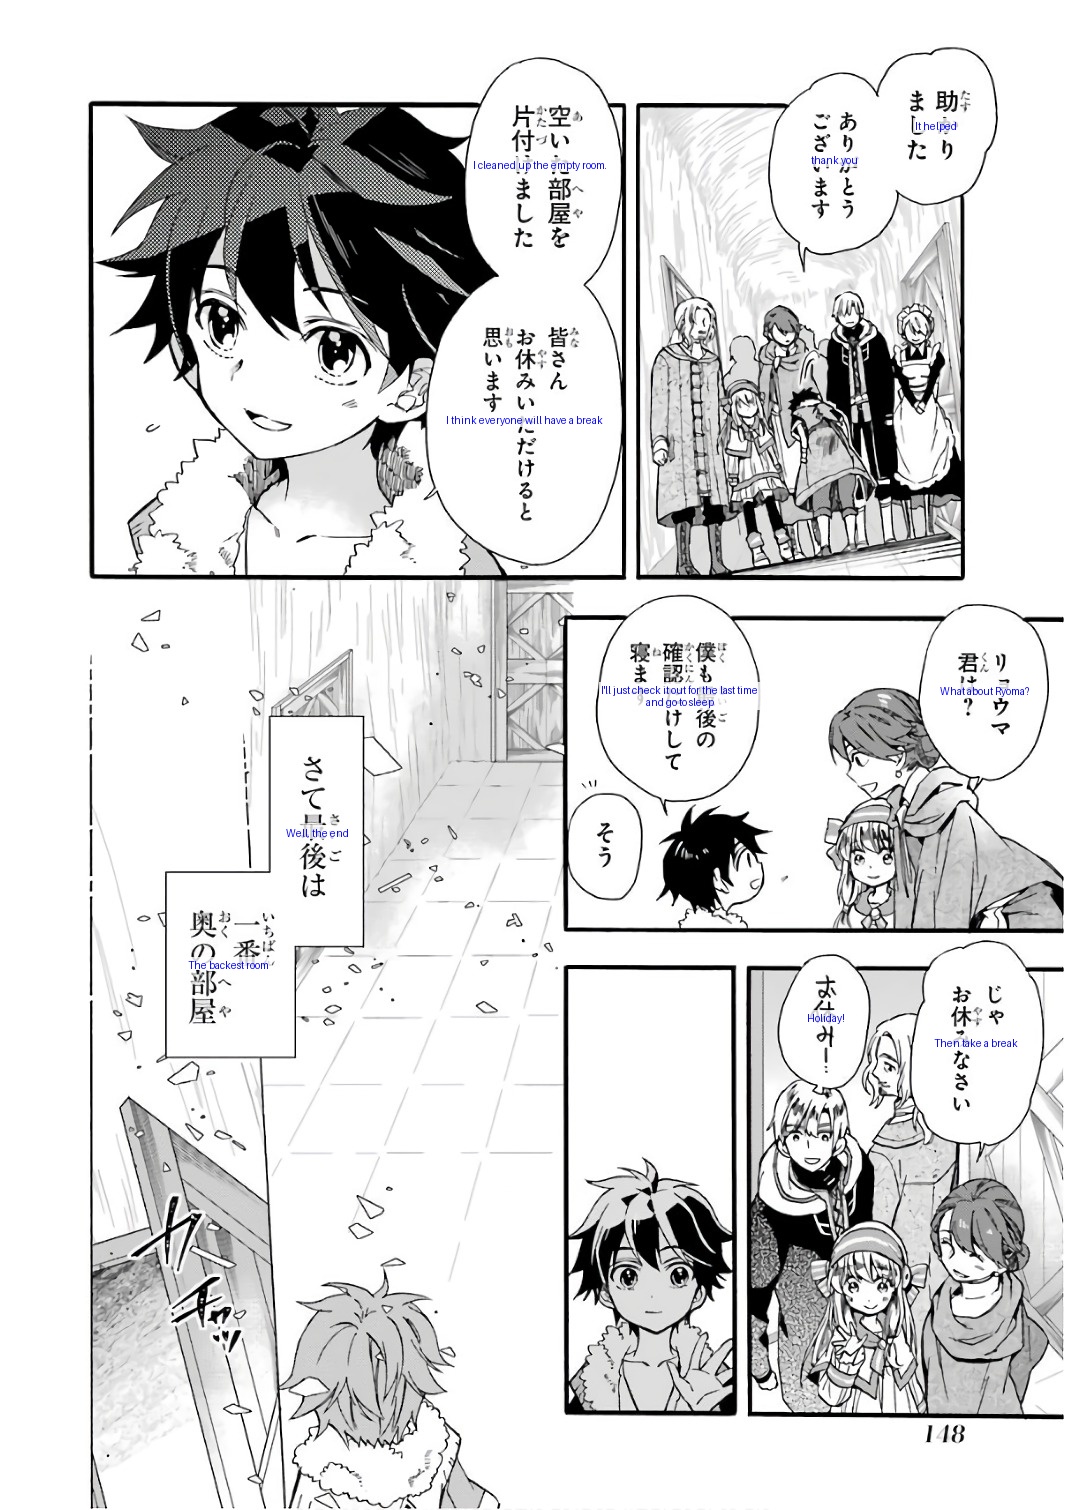 助かり
ました
It helped
ありがとう
ございます
thank you
空いた部屋を
片付けました
I cleaned up the empty room.
皆さん
お休みいただけると
思います
I think everyone will have a break
リョウマ
君は?
What about Ryoma?
僕も最後の
確認だけして
寝ます
I'll just check it out for the last time
and go to sleep
そう
じゃ
お休みなさい
Then take a break
お休みー…
Holiday!
さて最後は
Well, the end
一番
奥の部屋
The backest room
ガチャッ
148